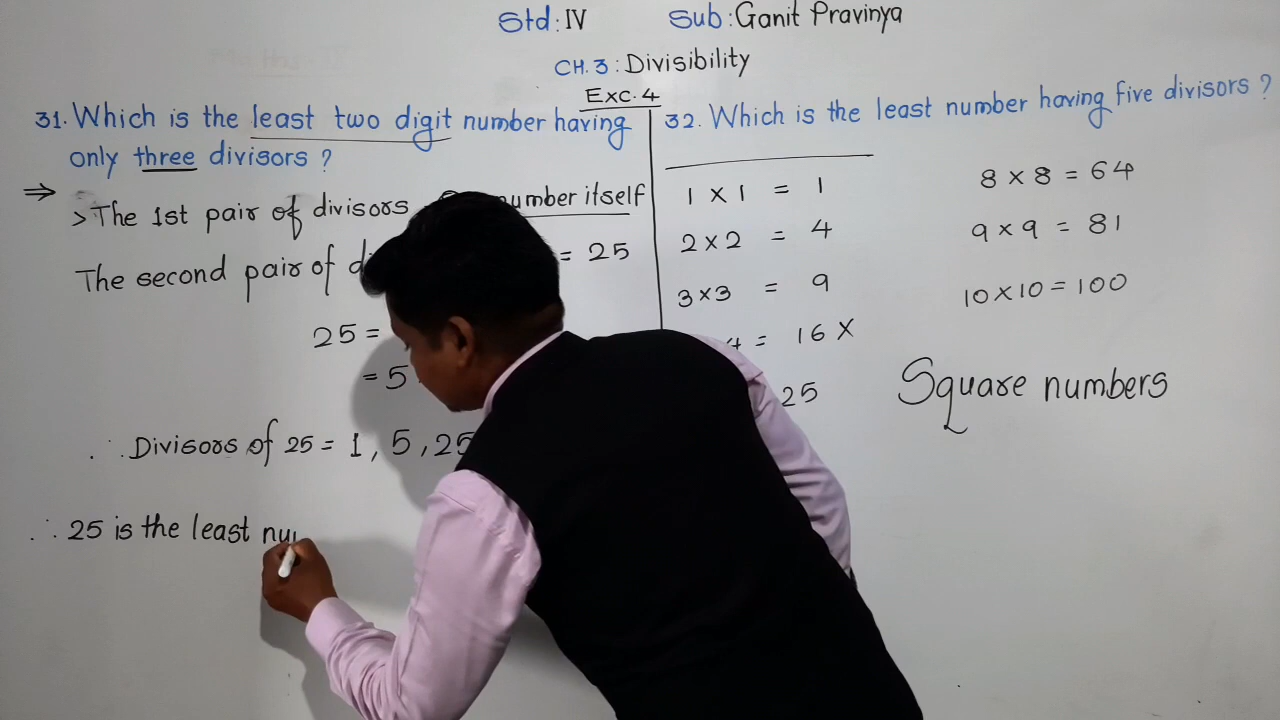 Std : IV Sub : Ganit Pravinya
CH. 3 : Divisibility
Exc. 4
31. Which is the least two digit number having
only three divisors ?
⇒
> The 1st pair of divisors number itself
The second pair of = 25
25 =
= 5
∴ Divisors of 25 = 1, 5, 25
∴ 25 is the least
32. Which is the least number having five divisors ?
1 × 1 = 1
2 × 2 = 4
3 × 3 = 9
4 = 16 X
25
8 × 8 = 64
9 × 9 = 81
10 × 10 = 100
Square numbers